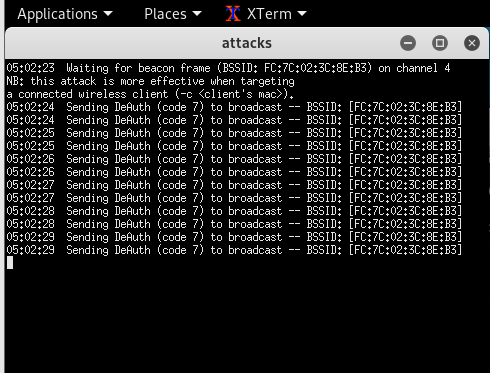 Applications Places XTerm
attacks
05:02:23  Waiting for beacon frame (BSSID: FC:7C:02:3C:8E:B3) on channel 4
NB: this attack is more effective when targeting
a connected wireless client (-c <client's mac>).
05:02:24  Sending DeAuth (code 7) to broadcast -- BSSID: [FC:7C:02:3C:8E:B3]
05:02:24  Sending DeAuth (code 7) to broadcast -- BSSID: [FC:7C:02:3C:8E:B3]
05:02:25  Sending DeAuth (code 7) to broadcast -- BSSID: [FC:7C:02:3C:8E:B3]
05:02:25  Sending DeAuth (code 7) to broadcast -- BSSID: [FC:7C:02:3C:8E:B3]
05:02:26  Sending DeAuth (code 7) to broadcast -- BSSID: [FC:7C:02:3C:8E:B3]
05:02:26  Sending DeAuth (code 7) to broadcast -- BSSID: [FC:7C:02:3C:8E:B3]
05:02:27  Sending DeAuth (code 7) to broadcast -- BSSID: [FC:7C:02:3C:8E:B3]
05:02:27  Sending DeAuth (code 7) to broadcast -- BSSID: [FC:7C:02:3C:8E:B3]
05:02:28  Sending DeAuth (code 7) to broadcast -- BSSID: [FC:7C:02:3C:8E:B3]
05:02:28  Sending DeAuth (code 7) to broadcast -- BSSID: [FC:7C:02:3C:8E:B3]
05:02:29  Sending DeAuth (code 7) to broadcast -- BSSID: [FC:7C:02:3C:8E:B3]
05:02:29  Sending DeAuth (code 7) to broadcast -- BSSID: [FC:7C:02:3C:8E:B3]